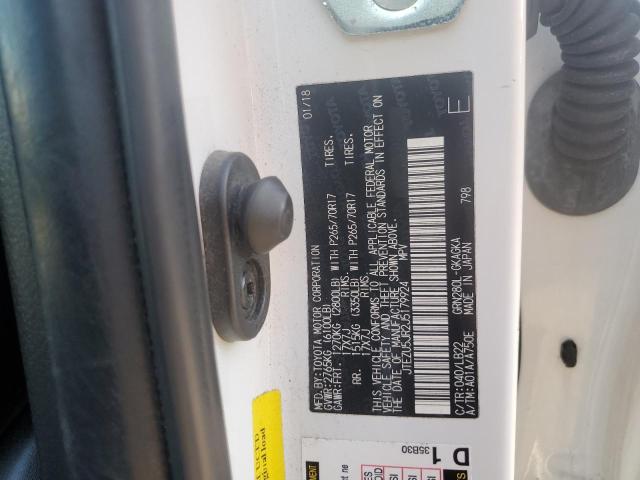 MFD.BY:TOYOTA MOTOR CORPORATION 01/18
GVWR:2765KG (6100LB)
GAWR:FRT. 1270KG (2800LB) WITH P265/70R17 TIRES.
17X7J RIMS.
RR. 1515KG (3350LB) WITH P265/70R17 TIRES.
17X7J RIMS.
THIS VEHICLE CONFORMS TO ALL APPLICABLE FEDERAL MOTOR
VEHICLE SAFETY AND THEFT PREVENTION STANDARDS IN EFFECT ON
THE DATE OF MANUFACTURE SHOWN ABOVE.
JTEZU5JR2J5179924 MPV
C/TR:040/LB22 GRN280L-GKAGKA
A/TM:A01A/A750E MADE IN JAPAN 798 E
TOYOTA
D 1
35B30